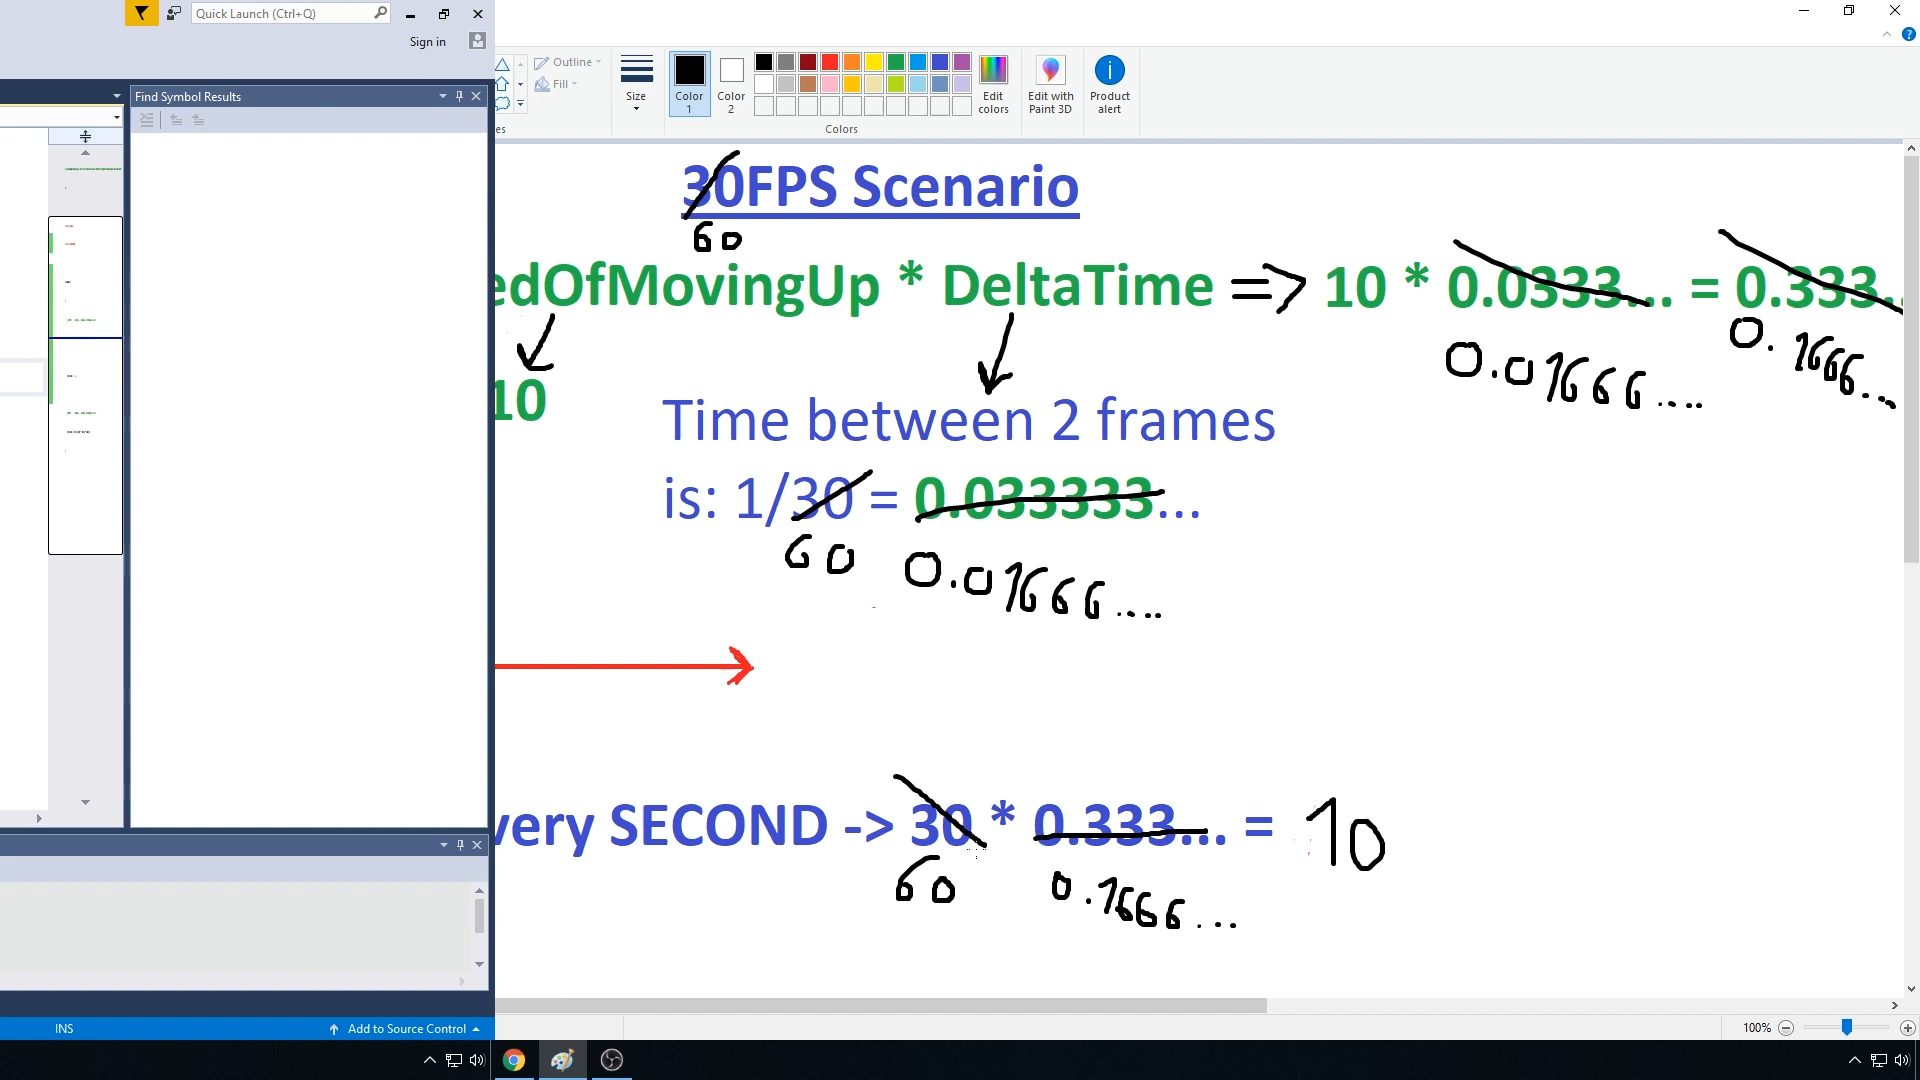 Quick Launch (Ctrl+Q)
Sign in
Find Symbol Results
Outline
Fill
Size
Color 1
Color 2
Edit colors
Edit with Paint 3D
Product alert
es
Colors
30FPS Scenario
60
edOfMovingUp * DeltaTime => 10 * 0.0333... = 0.333..
0.01666.... 0.1666...
10
Time between 2 frames
is: 1/30 = 0.033333...
60 0.01666....
very SECOND -> 30 * 0.333... = 10
60 0.1666...
100%
INS
Add to Source Control